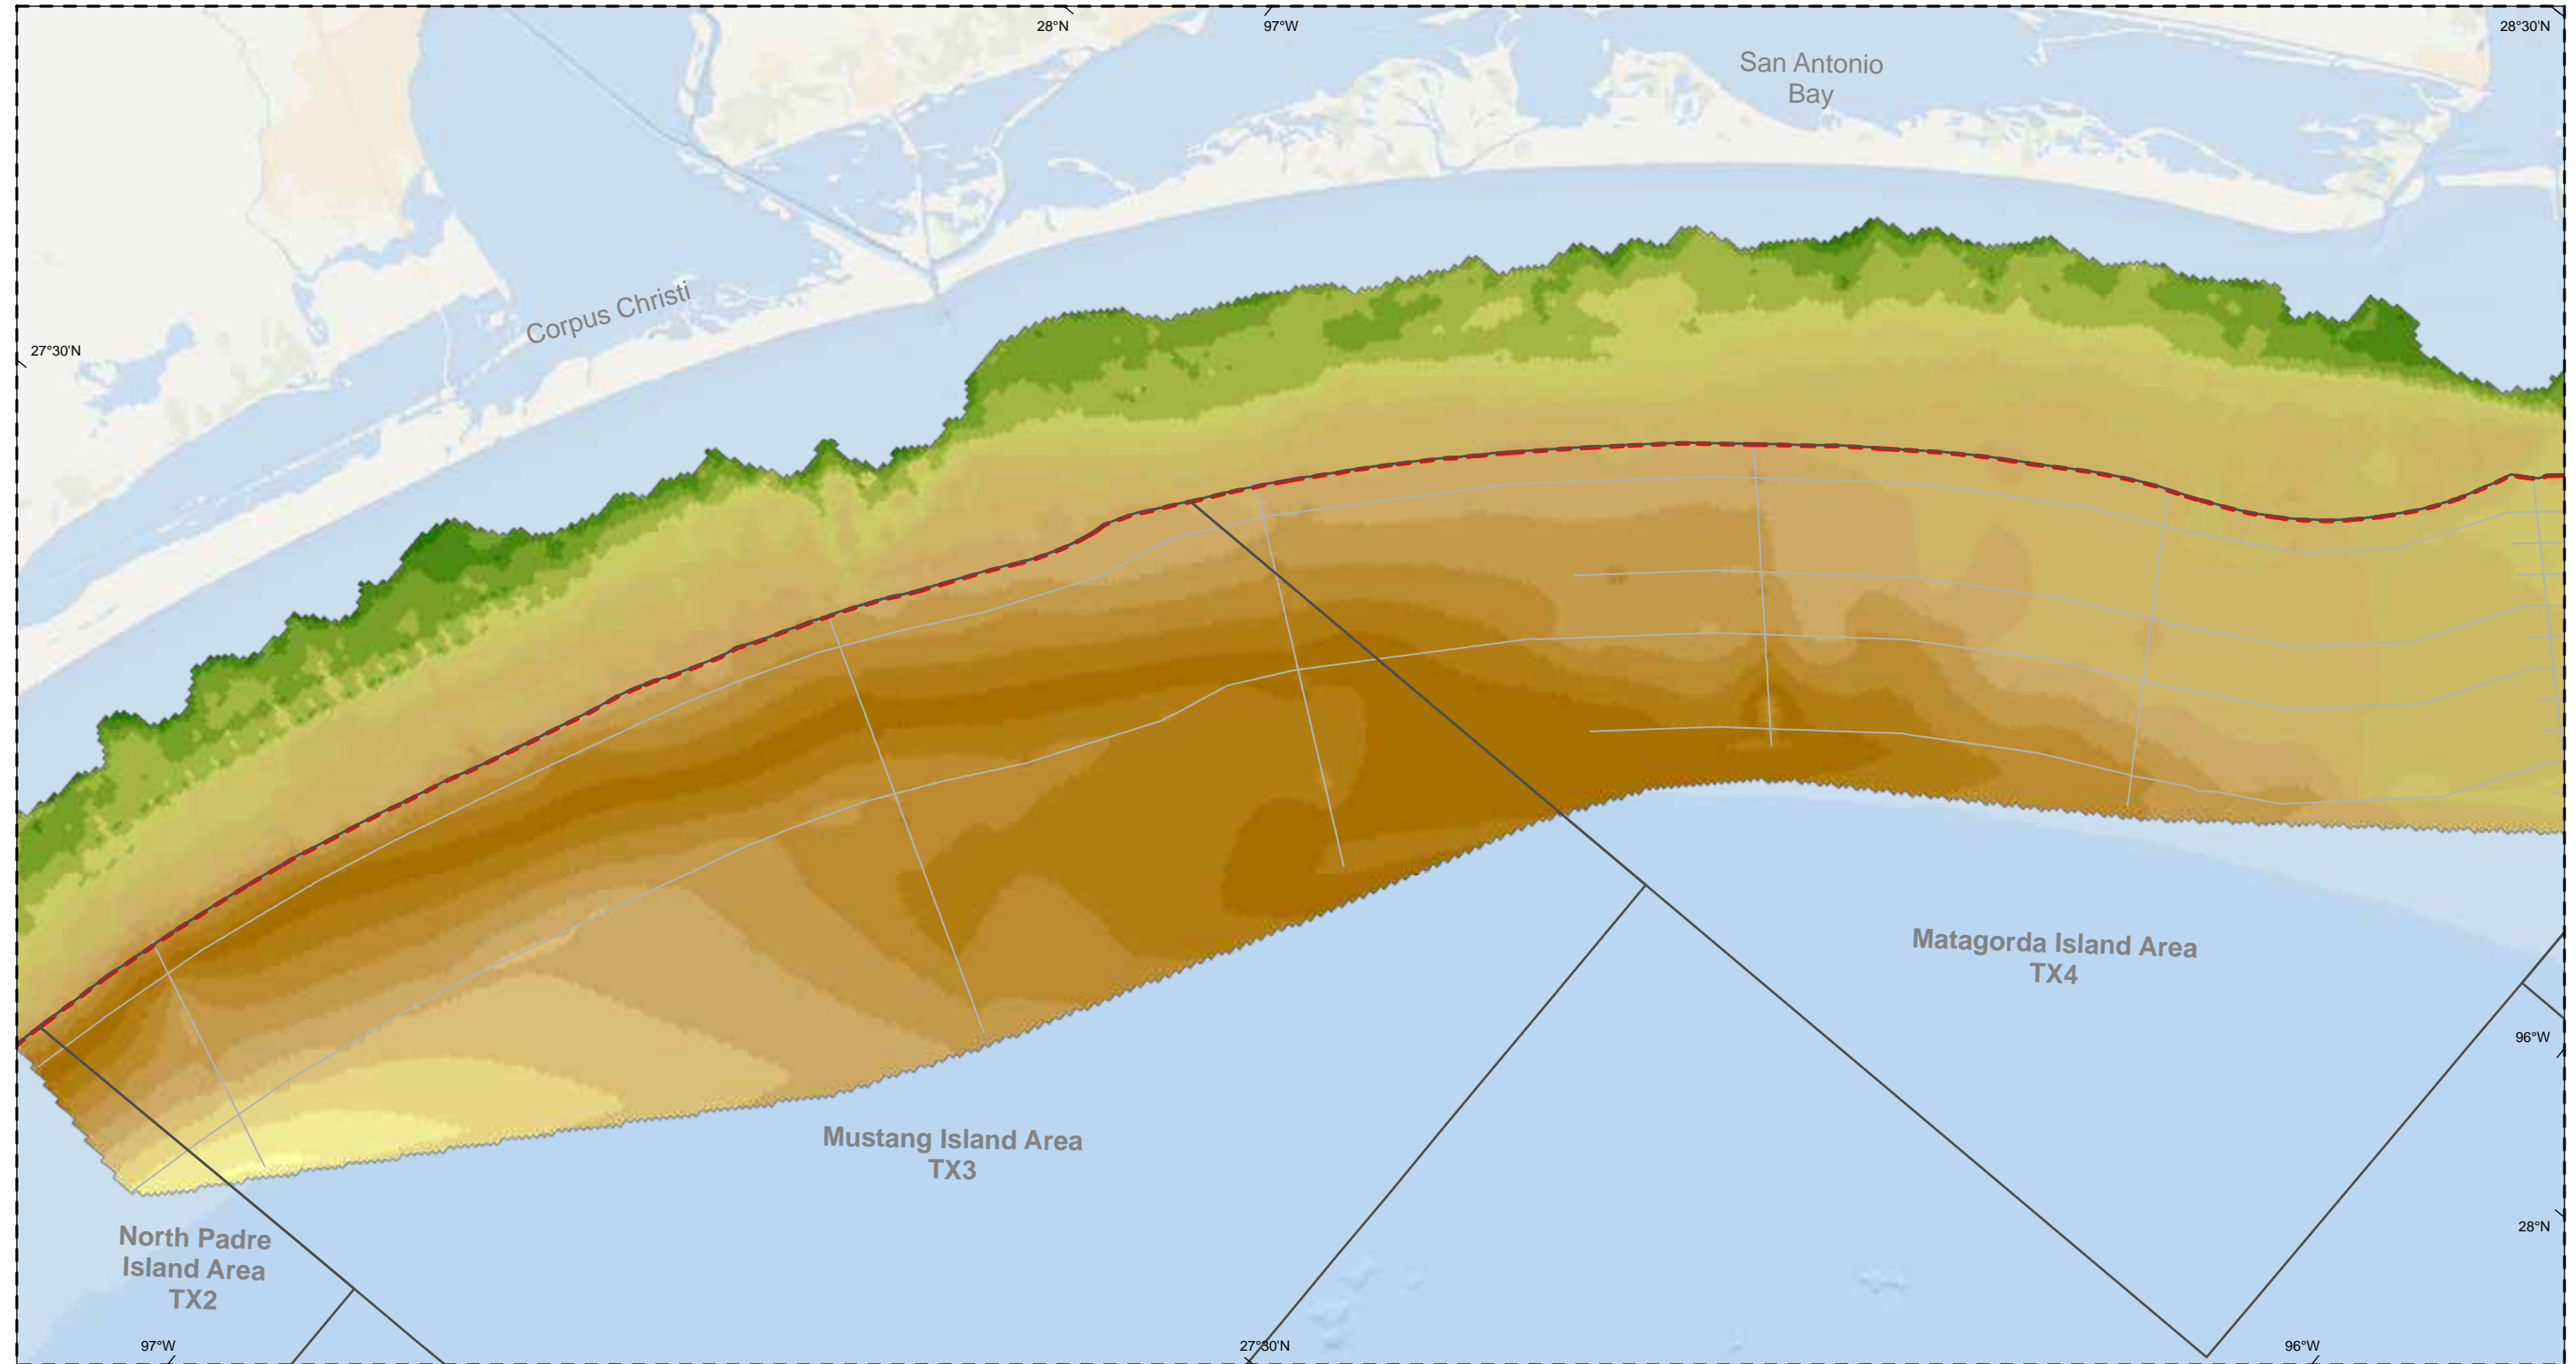 28°N
97°W
28°30'N
San Antonio
Bay
Corpus Christi
27°30'N
Matagorda Island Area
TX4
96°W
Mustang Island Area
TX3
28°N
North Padre
Island Area
TX2
97°W
27°30'N
96°W